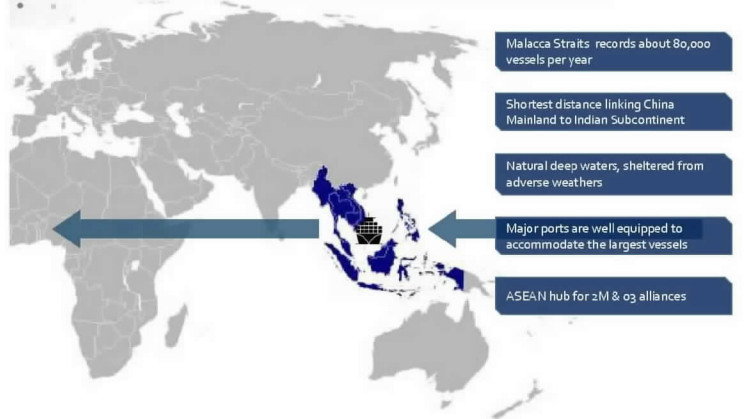 Malacca Straits records about 80,000
vessels per year
Shortest distance linking China
Mainland to Indian Subcontinent
Natural deep waters, sheltered from
adverse weathers
Major ports are well equipped to
accommodate the largest vessels
ASEAN hub for 2M & 03 alliances